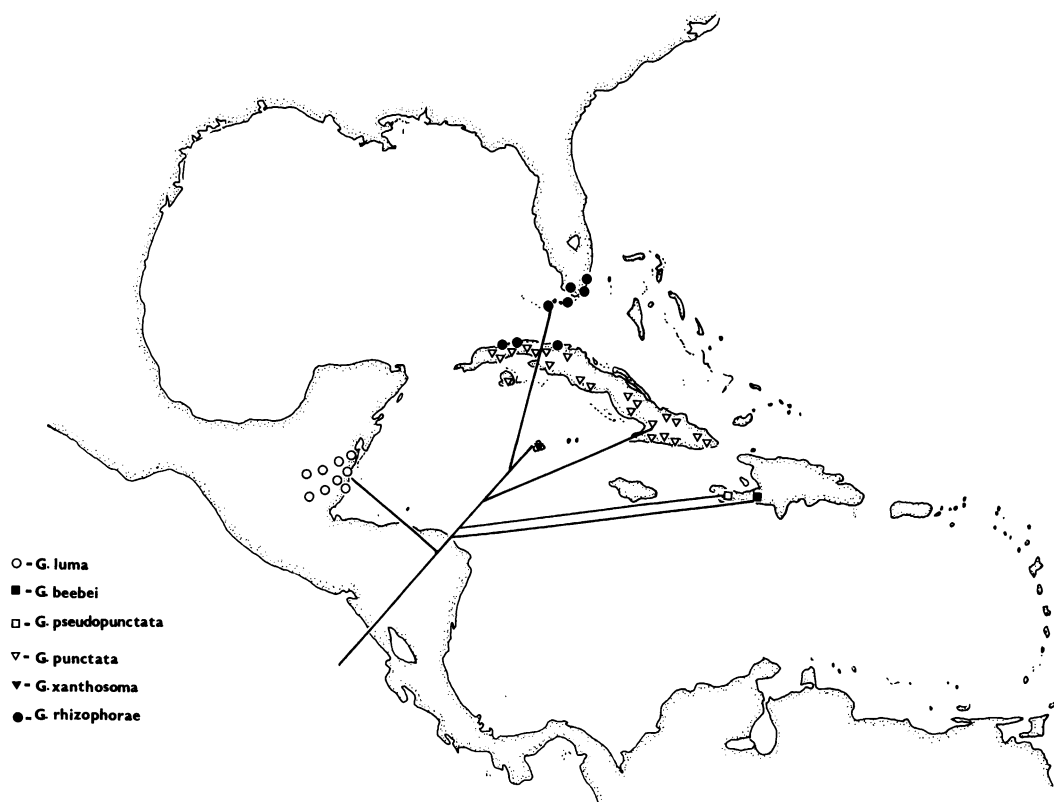 ○ - G. luma
■ - G. beebei
□ - G. pseudopunctata
▽ - G. punctata
▼ - G. xanthosoma
● - G. rhizophorae